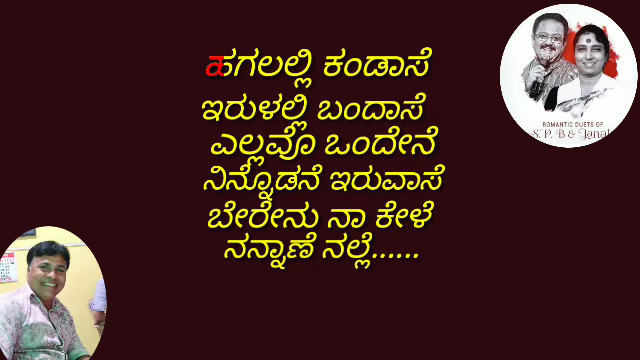 ಹಗಲಲ್ಲಿ ಕಂಡಾಸೆ
ಇರುಳಲ್ಲಿ ಬಂದಾಸೆ
ಎಲ್ಲವೊ ಒಂದೇನೆ
ನಿನ್ನೊಡನೆ ಇರುವಾಸೆ
ಬೇರೇನು ನಾ ಕೇಳೆ
ನನ್ನಾಣೆ ನಲ್ಲೆ......
ROMANTIC DUETS OF
S. P. B & Janaki